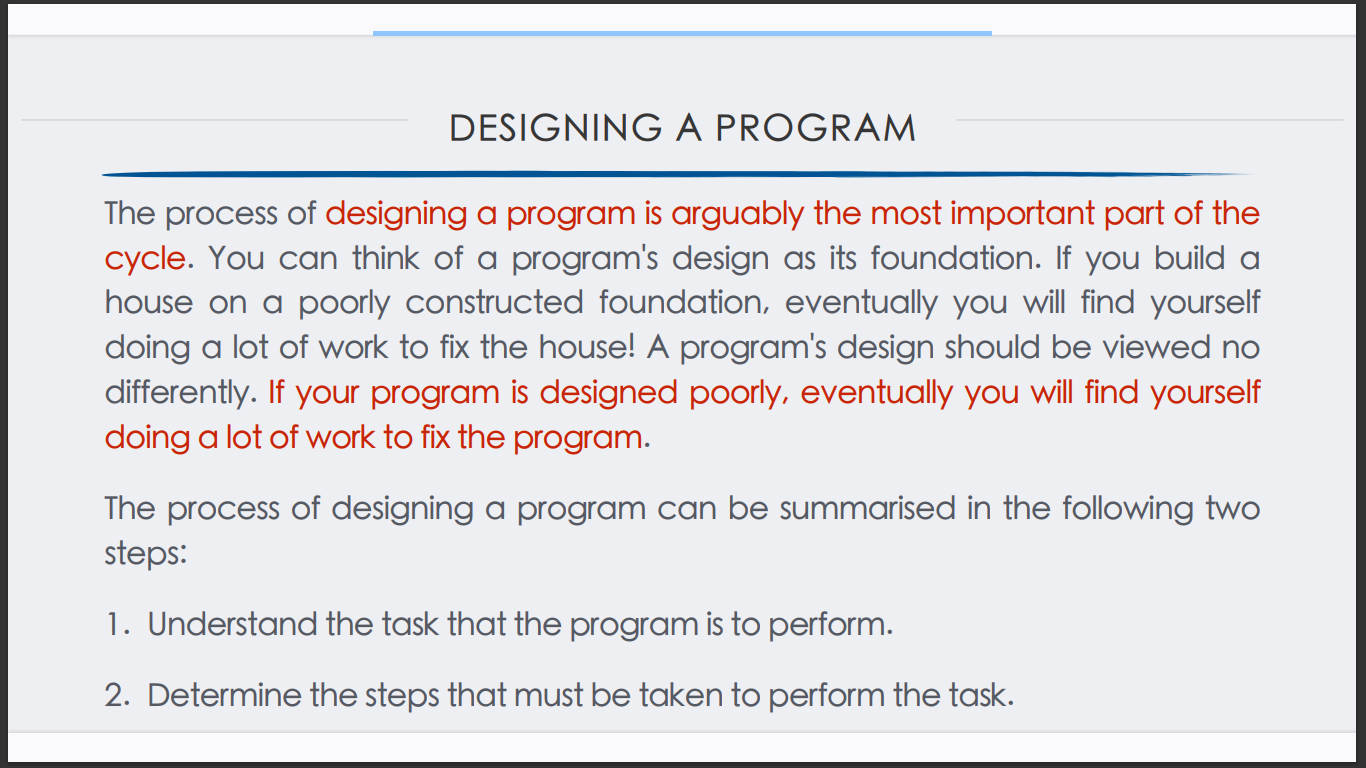 DESIGNING A PROGRAM
The process of designing a program is arguably the most important part of the
cycle. You can think of a program's design as its foundation. If you build a
house on a poorly constructed foundation, eventually you will find yourself
doing a lot of work to fix the house! A program's design should be viewed no
differently. If your program is designed poorly, eventually you will find yourself
doing a lot of work to fix the program.
The process of designing a program can be summarised in the following two
steps:
1. Understand the task that the program is to perform.
2. Determine the steps that must be taken to perform the task.